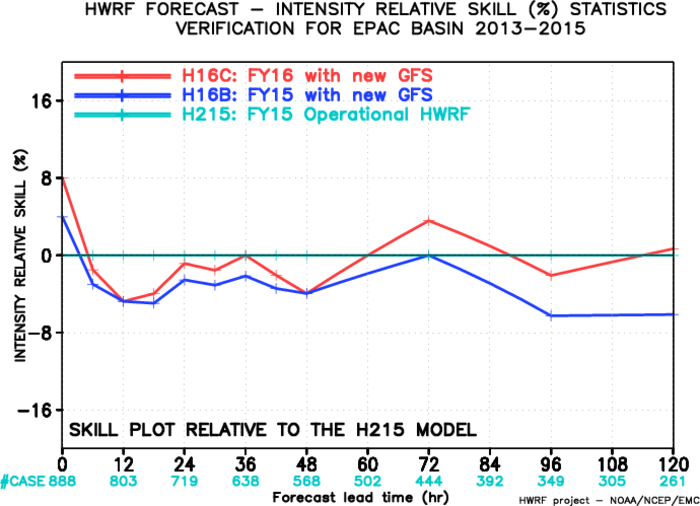 HWRF FORECAST – INTENSITY RELATIVE SKILL (%) STATISTICS
VERIFICATION FOR EPAC BASIN 2013–2015
H16C: FY16 with new GFS
H16B: FY15 with new GFS
H215: FY15 Operational HWRF
INTENSITY RELATIVE SKILL (%)
16
8
0
−8
−16
SKILL PLOT RELATIVE TO THE H215 MODEL
0 12 24 36 48 60 72 84 96 108 120
#CASE 888 803 719 638 568 502 444 392 349 305 261
Forecast lead time (hr)
HWRF project – NOAA/NCEP/EMC